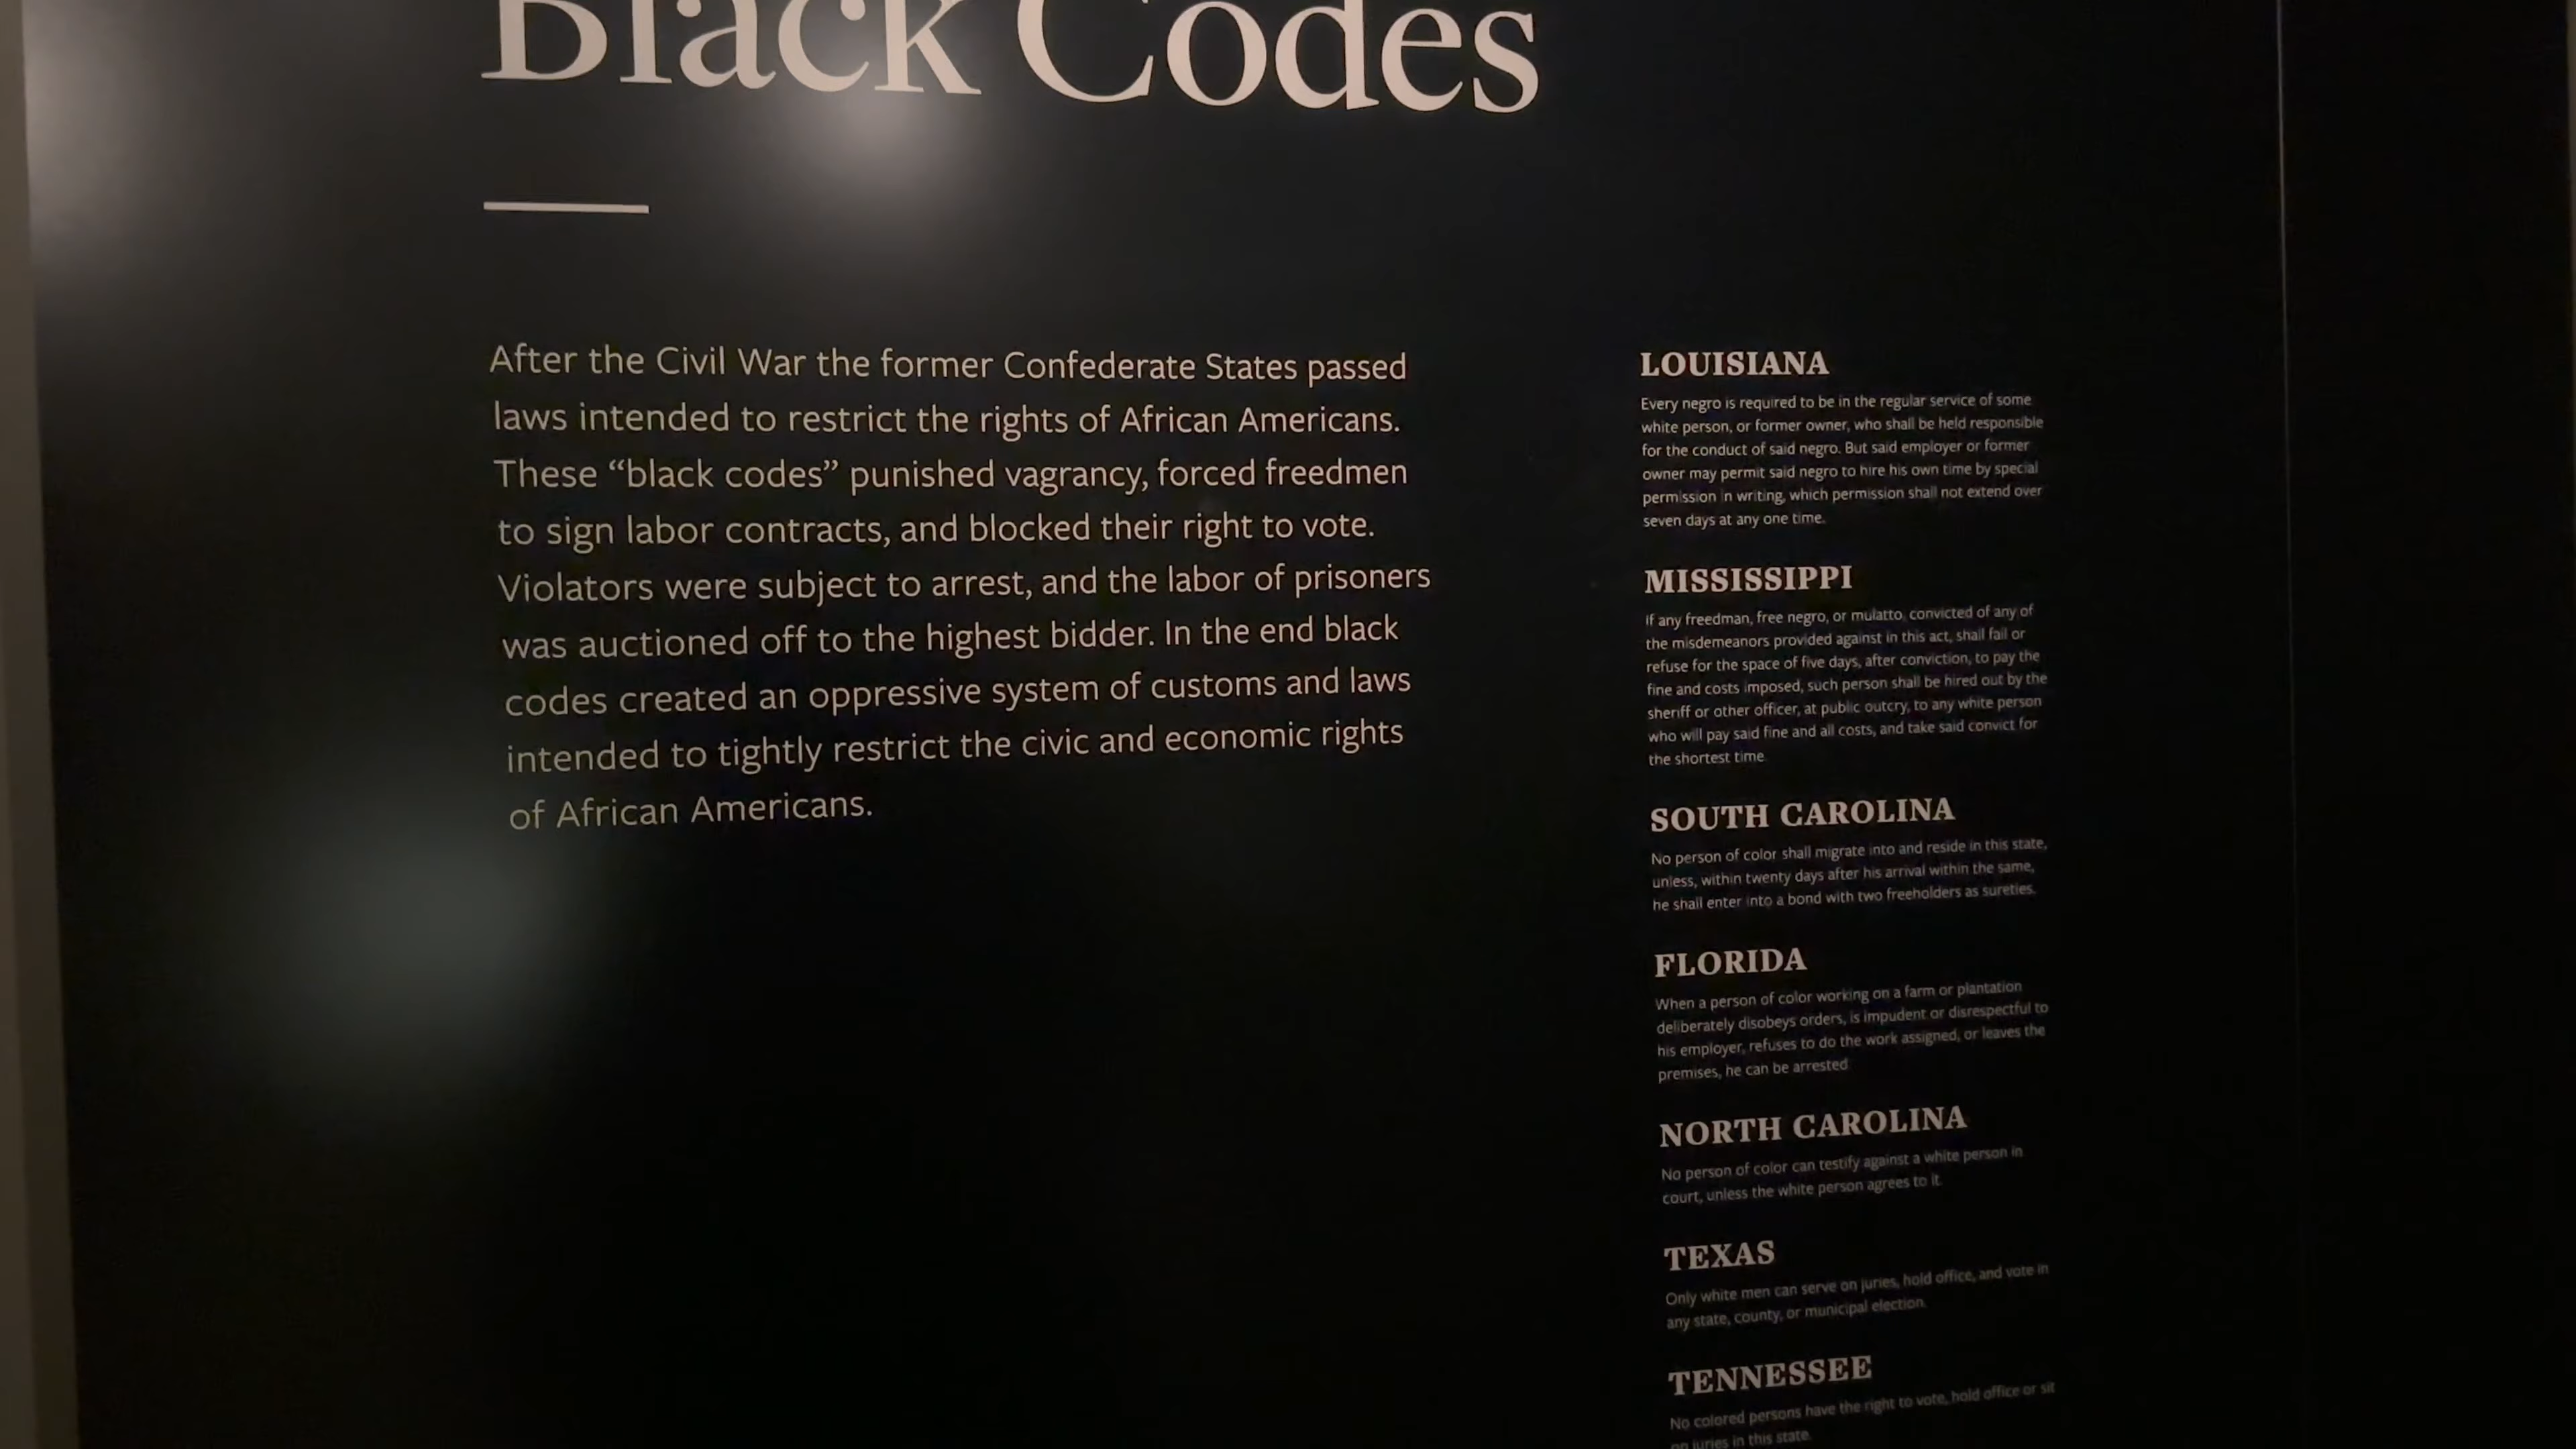 Black Codes
After the Civil War the former Confederate States passed
laws intended to restrict the rights of African Americans.
These “black codes” punished vagrancy, forced freedmen
to sign labor contracts, and blocked their right to vote.
Violators were subject to arrest, and the labor of prisoners
was auctioned off to the highest bidder. In the end black
codes created an oppressive system of customs and laws
intended to tightly restrict the civic and economic rights
of African Americans.
LOUISIANA
Every negro is required to be in the regular service of some
white person, or former owner, who shall be held responsible
for the conduct of said negro. But said employer or former
owner may permit said negro to hire his own time by special
permission in writing, which permission shall not extend over
seven days at any one time.
MISSISSIPPI
If any freedman, free negro, or mulatto, convicted of any of
the misdemeanors provided against in this act, shall fail or
refuse for the space of five days, after conviction, to pay the
fine and costs imposed, such person shall be hired out by the
sheriff or other officer, at public outcry, to any white person
who will pay said fine and all costs, and take said convict for
the shortest time.
SOUTH CAROLINA
No person of color shall migrate into and reside in this state,
unless, within twenty days after his arrival within the same,
he shall enter into a bond with two freeholders as sureties.
FLORIDA
When a person of color working on a farm or plantation
deliberately disobeys orders, is impudent or disrespectful to
his employer, refuses to do the work assigned, or leaves the
premises, he can be arrested.
NORTH CAROLINA
No person of color can testify against a white person in
court, unless the white person agrees to it.
TEXAS
Only white men can serve on juries, hold office, and vote in
any state, county, or municipal election.
TENNESSEE
No colored persons have the right to vote, hold office or sit
on juries in this state.